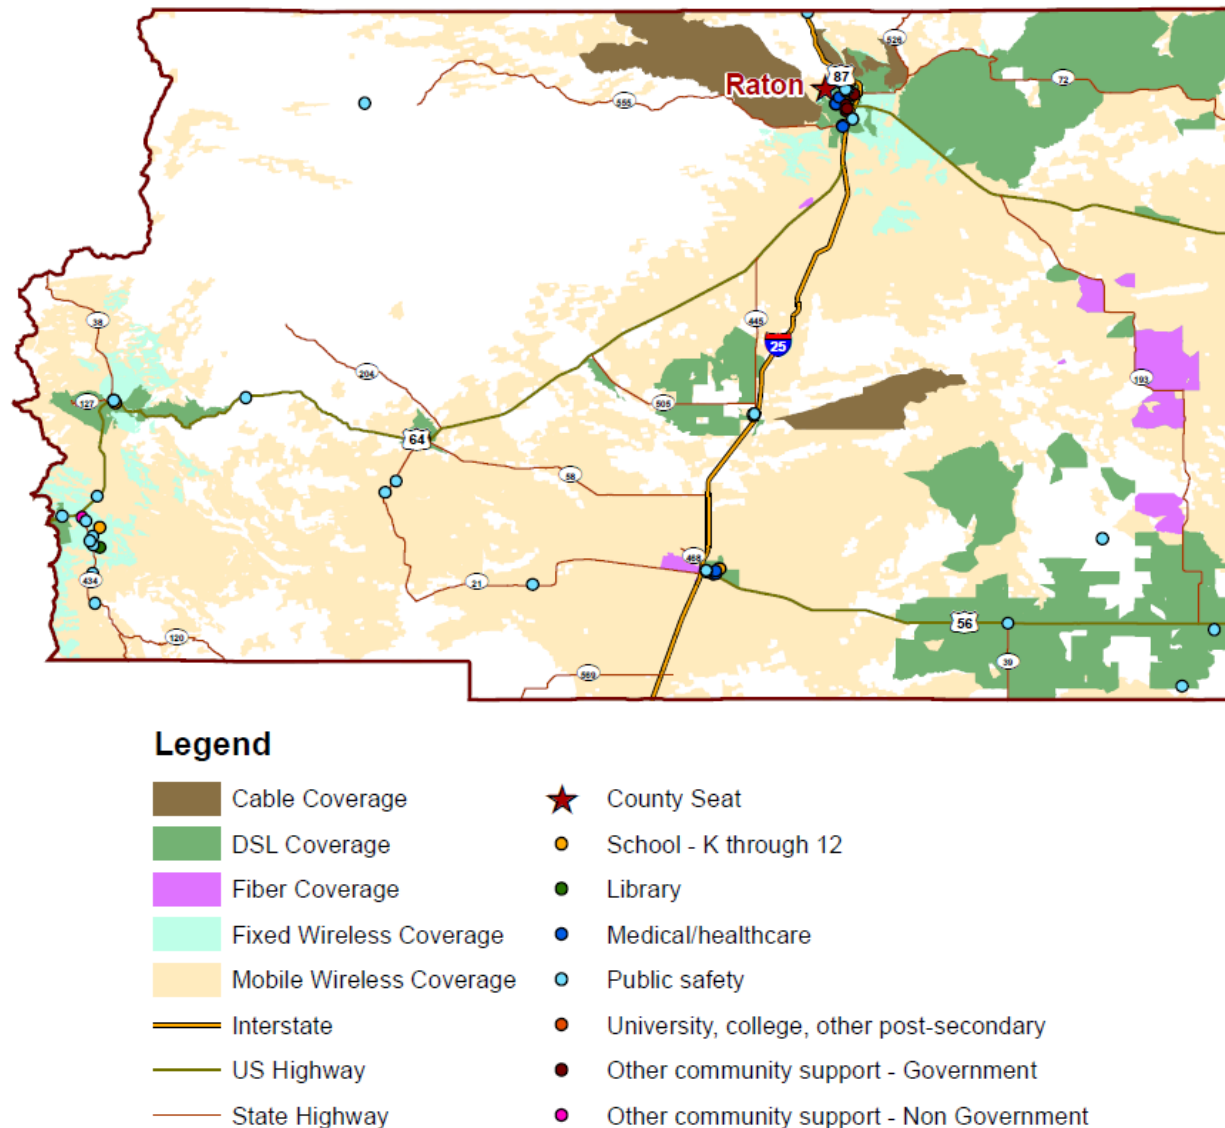 526
87
72
Raton
555
38
445
25
204
193
127
505
64
58
468
434
21
56
120
39
569
Legend
Cable Coverage
County Seat
DSL Coverage
School - K through 12
Fiber Coverage
Library
Fixed Wireless Coverage
Medical/healthcare
Mobile Wireless Coverage
Public safety
Interstate
University, college, other post-secondary
US Highway
Other community support - Government
State Highway
Other community support - Non Government